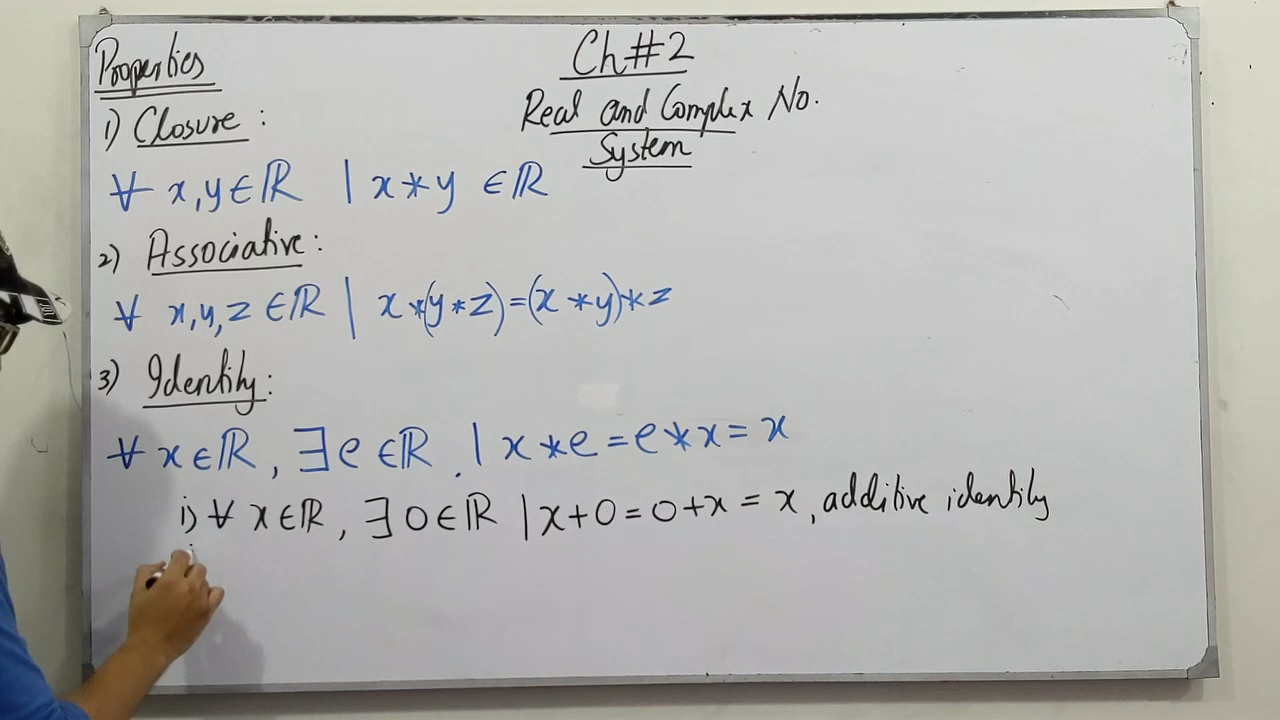 Properties
Ch#2
Real and Complex No.
System
1) Closure :
∀ x,y ∈ ℝ | x * y ∈ ℝ
2) Associative :
∀ x,y,z ∈ ℝ | x*(y*z)=(x*y)*z
3) Identity :
∀ x ∈ ℝ, ∃ e ∈ ℝ . | x * e = e * x = x
i) ∀ x ∈ ℝ, ∃ 0 ∈ ℝ | x+0 = 0+x = x, additive identity